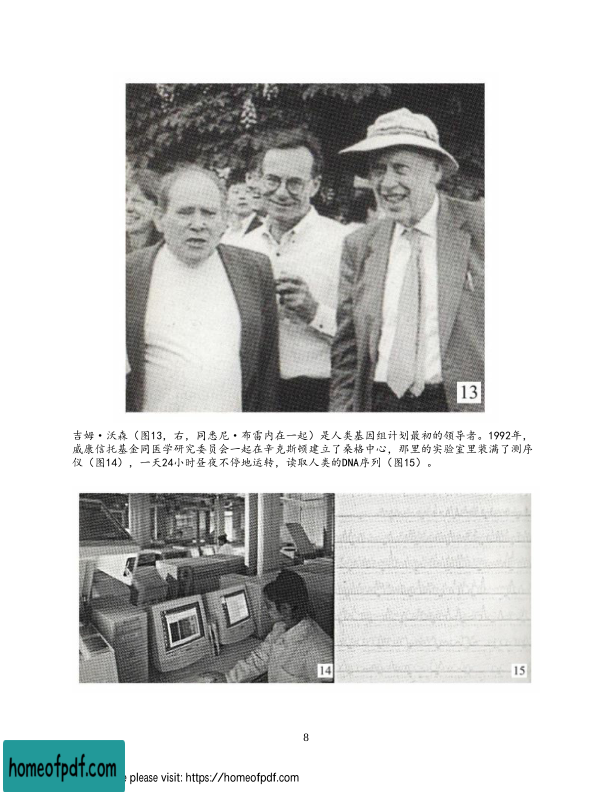 13
吉姆·沃森（图13，右，同悉尼·布雷内在一起）是人类基因组计划最初的领导者。1992年，
威康信托基金同医学研究委员会一起在辛克斯顿建立了桑格中心，那里的实验室里装满了测序
仪（图14），一天24小时昼夜不停地运转，读取人类的DNA序列（图15）。
14
15
8
homeofpdf.com
please visit: https://homeofpdf.com